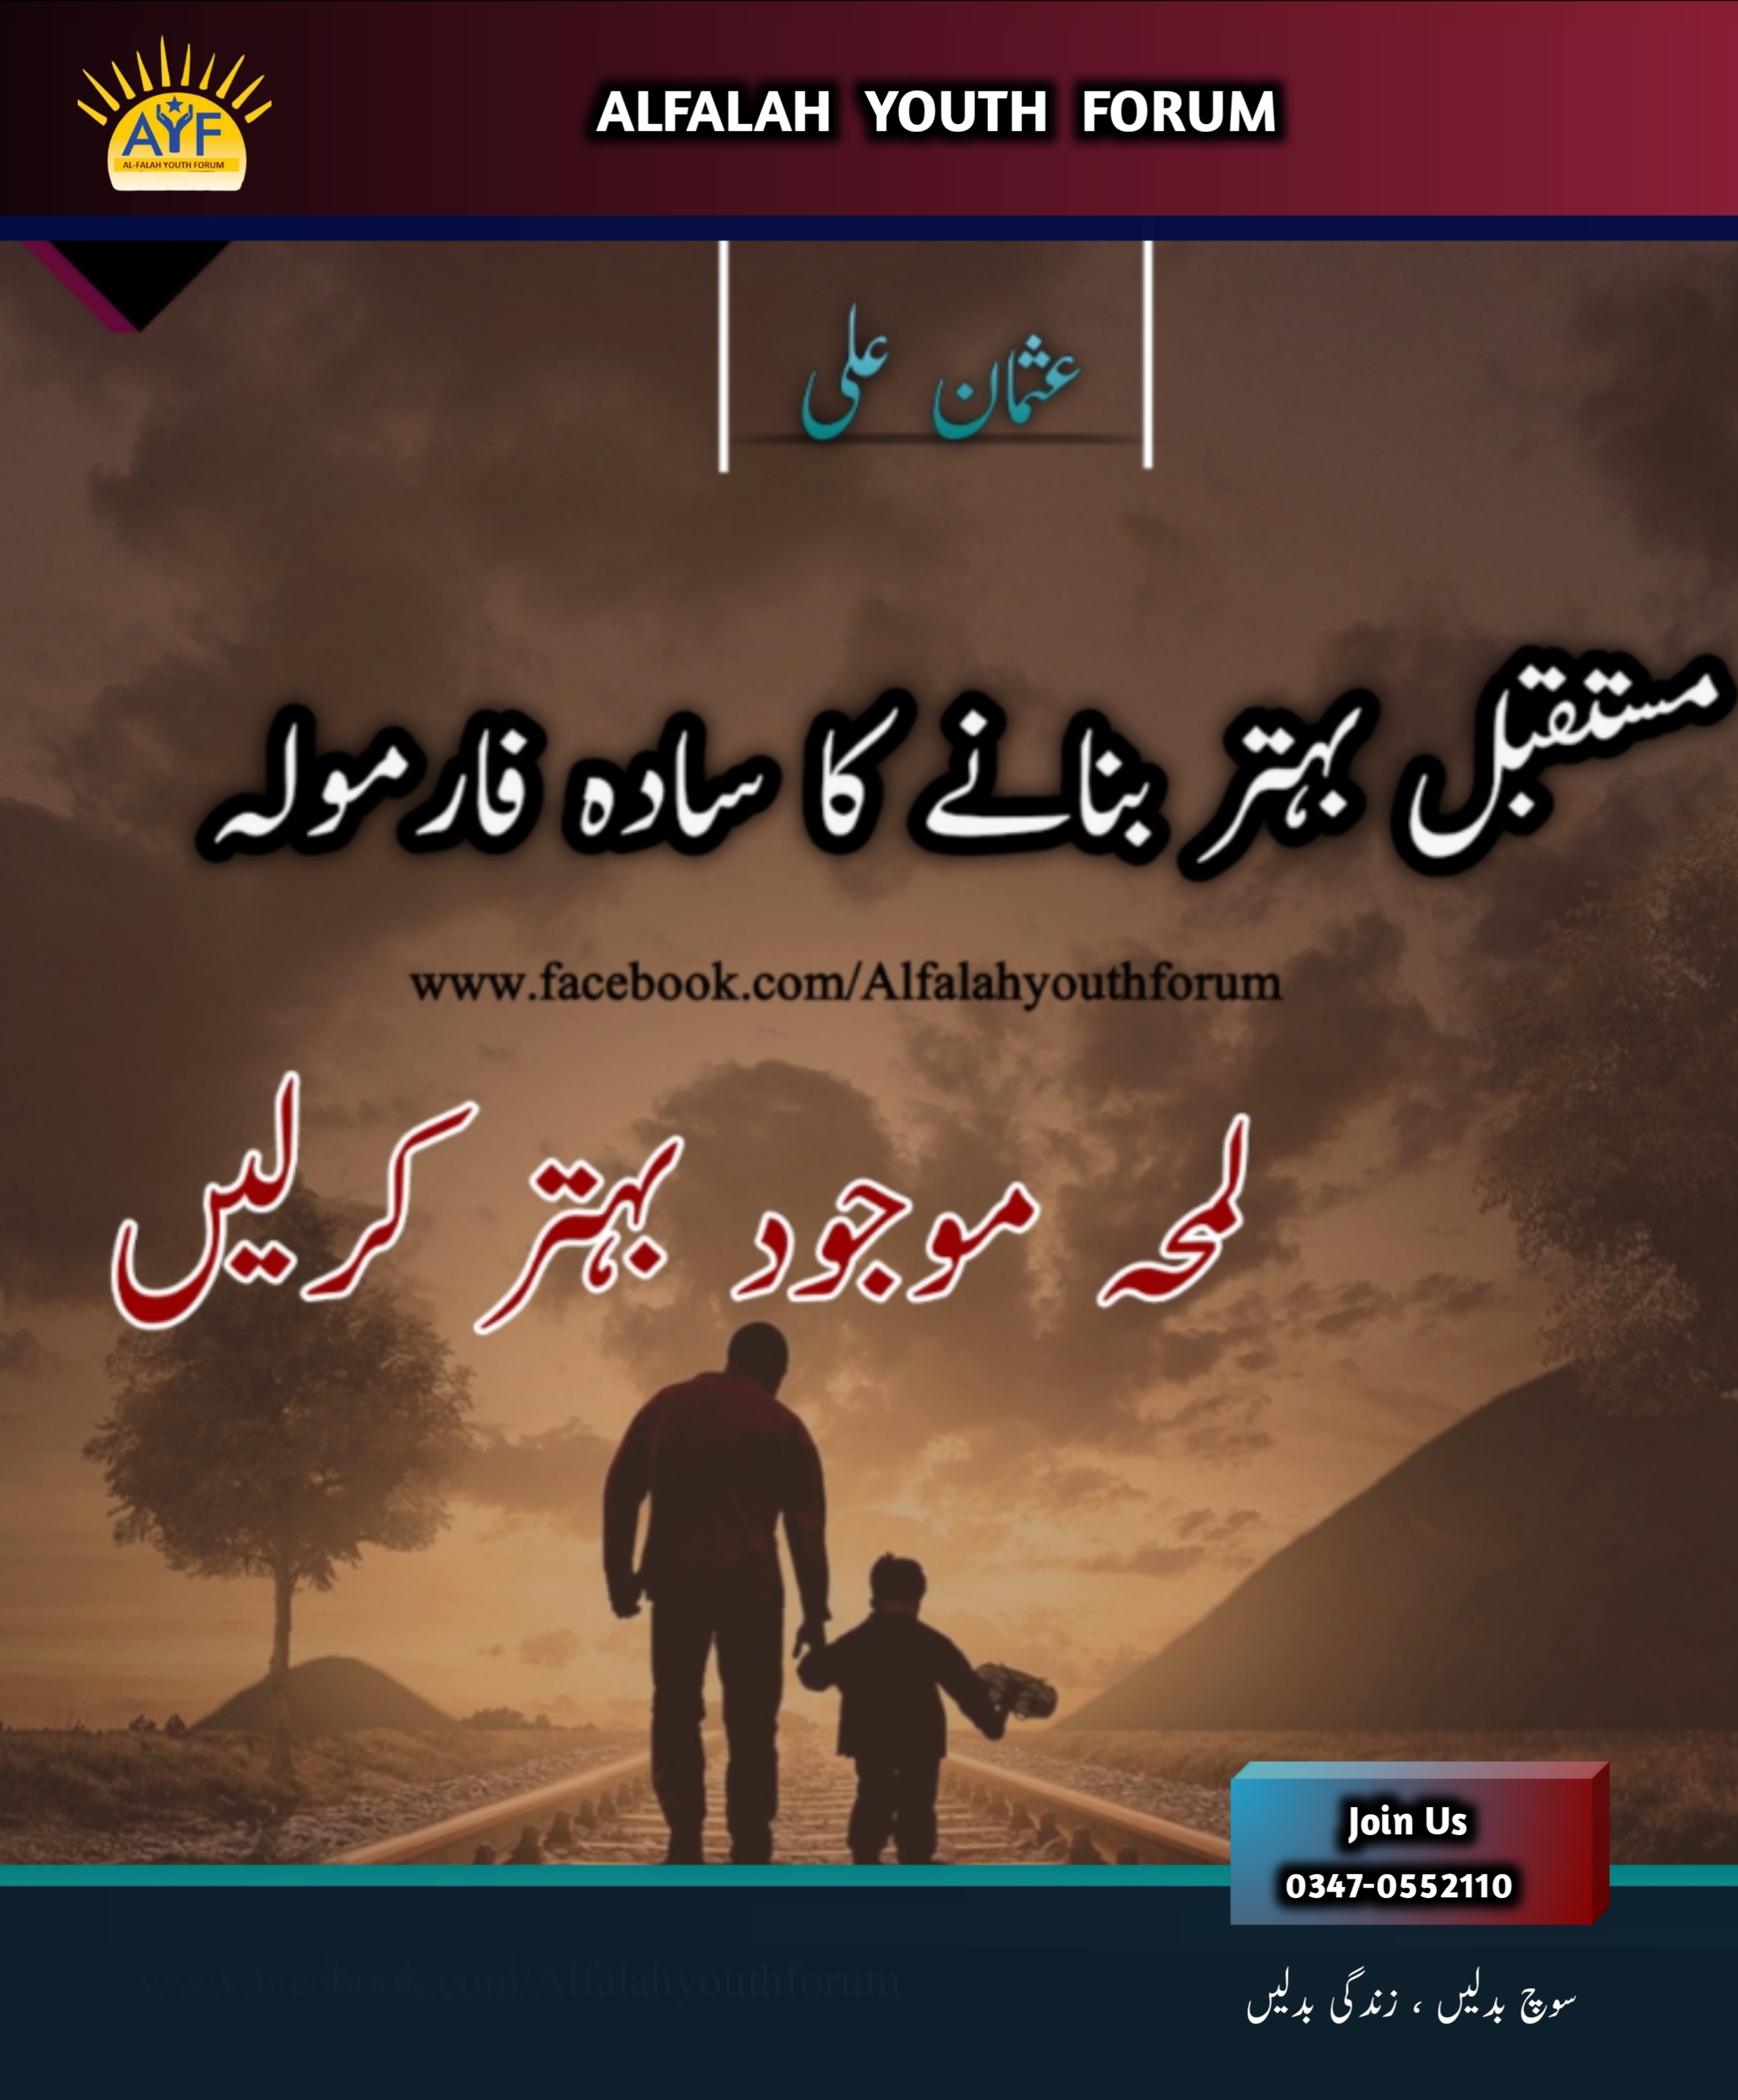 ALFALAH YOUTH FORUM
AYF
AL-FALAH YOUTH FORUM
عثمان علی
مستقبل بہتر بنانے کا سادہ فارمولہ
www.facebook.com/Alfalahyouthforum
لمحہ موجود بہتر کرلیں
Join Us
0347-0552110
www.facebook.com/Alfalahyouthforum
سوچ بدلیں ، زندگی بدلیں